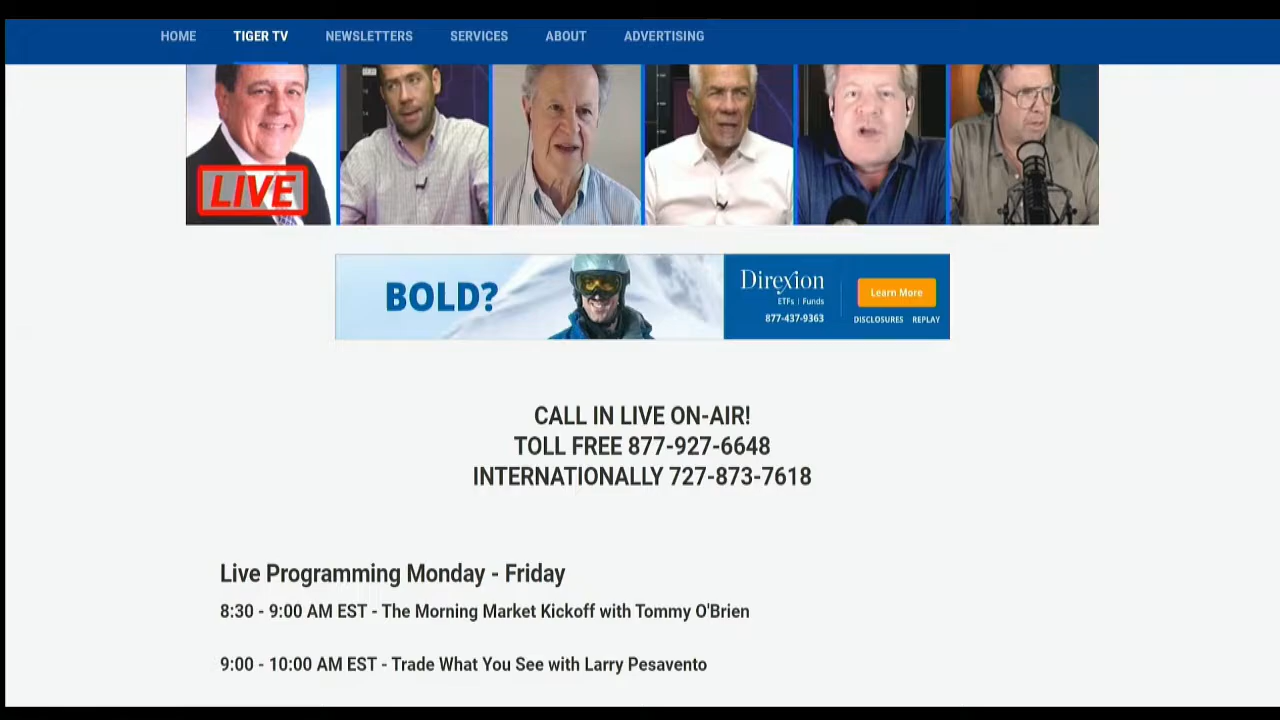 HOME TIGER TV NEWSLETTERS SERVICES ABOUT ADVERTISING
LIVE
BOLD?
Direxion
ETFs | Funds
877-437-9363
Learn More
DISCLOSURES REPLAY
CALL IN LIVE ON-AIR!
TOLL FREE 877-927-6648
INTERNATIONALLY 727-873-7618
Live Programming Monday - Friday
8:30 - 9:00 AM EST - The Morning Market Kickoff with Tommy O'Brien
9:00 - 10:00 AM EST - Trade What You See with Larry Pesavento